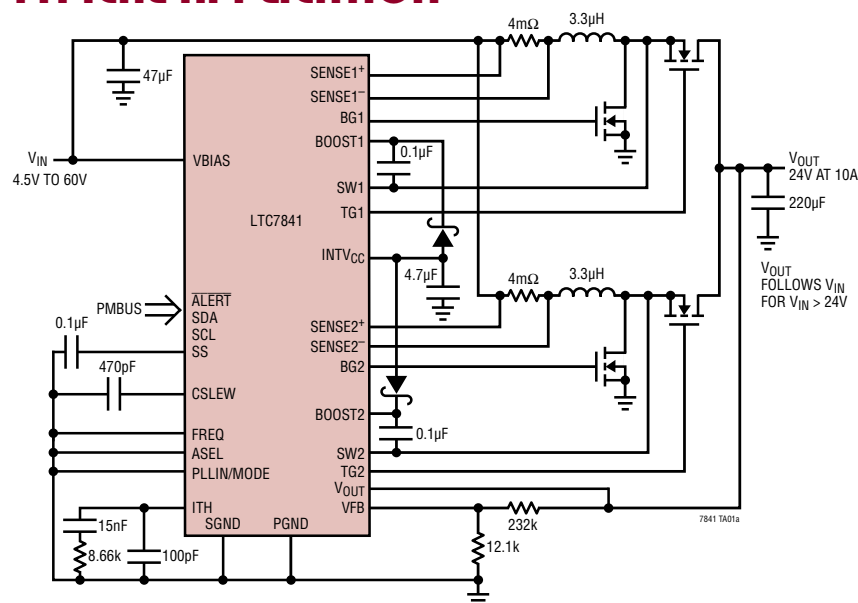 TYPICAL APPLICATION
4mΩ
3.3µH
47µF
SENSE1+
SENSE1–
BG1
BOOST1
0.1µF
VIN
4.5V TO 60V
VBIAS
SW1
TG1
LTC7841
VOUT
24V AT 10A
220µF
INTVCC
4.7µF
4mΩ
3.3µH
VOUT
FOLLOWS VIN
FOR VIN > 24V
PMBUS
ALERT
SDA
SCL
SS
0.1µF
SENSE2+
SENSE2–
BG2
470pF
CSLEW
BOOST2
0.1µF
FREQ
ASEL
PLLIN/MODE
SW2
TG2
VOUT
VFB
ITH
SGND
PGND
15nF
8.66k
100pF
232k
12.1k
7841 TA01a